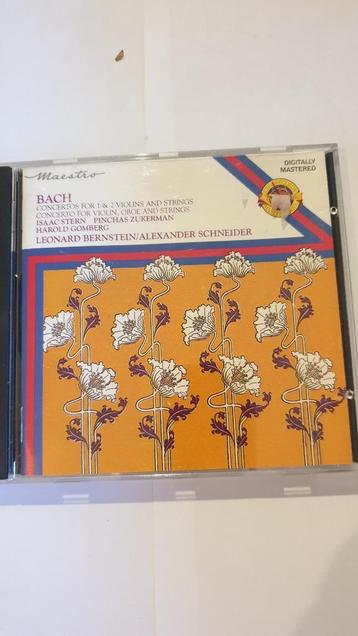 Maestro
DIGITALLY
MASTERED
BACH
CONCERTOS FOR 1 & 2 VIOLINS AND STRINGS
CONCERTO FOR VIOLIN, OBOE AND STRINGS
ISAAC STERN PINCHAS ZUKERMAN
HAROLD GOMBERG
LEONARD BERNSTEIN/ALEXANDER SCHNEIDER